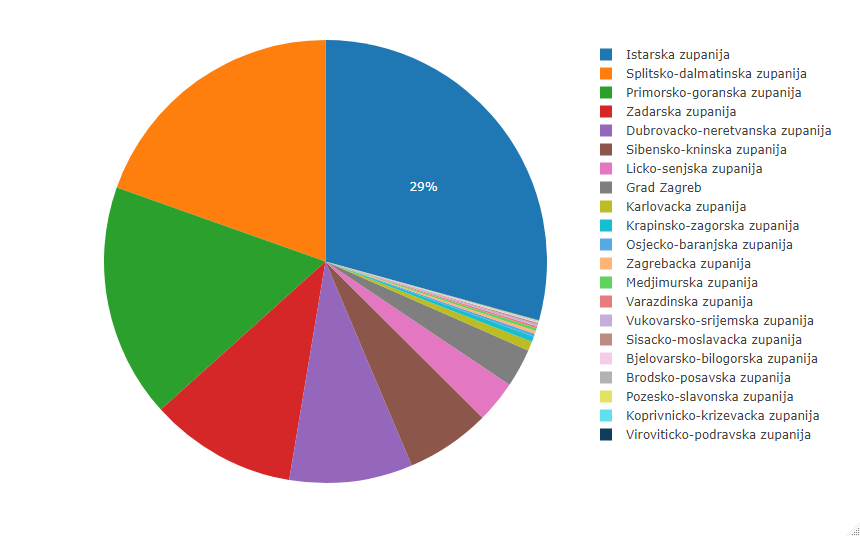 Istarska zupanija
Splitsko-dalmatinska zupanija
Primorsko-goranska zupanija
Zadarska zupanija
Dubrovacko-neretvanska zupanija
Sibensko-kninska zupanija
29%
Licko-senjska zupanija
Grad Zagreb
Karlovacka zupanija
Krapinsko-zagorska zupanija
Osjecko-baranjska zupanija
Zagrebacka zupanija
Medjimurska zupanija
Varazdinska zupanija
Vukovarsko-srijemska zupanija
Sisacko-moslavacka zupanija
Bjelovarsko-bilogorska zupanija
Brodsko-posavska zupanija
Pozesko-slavonska zupanija
Koprivnicko-krizevacka zupanija
Viroviticko-podravska zupanija